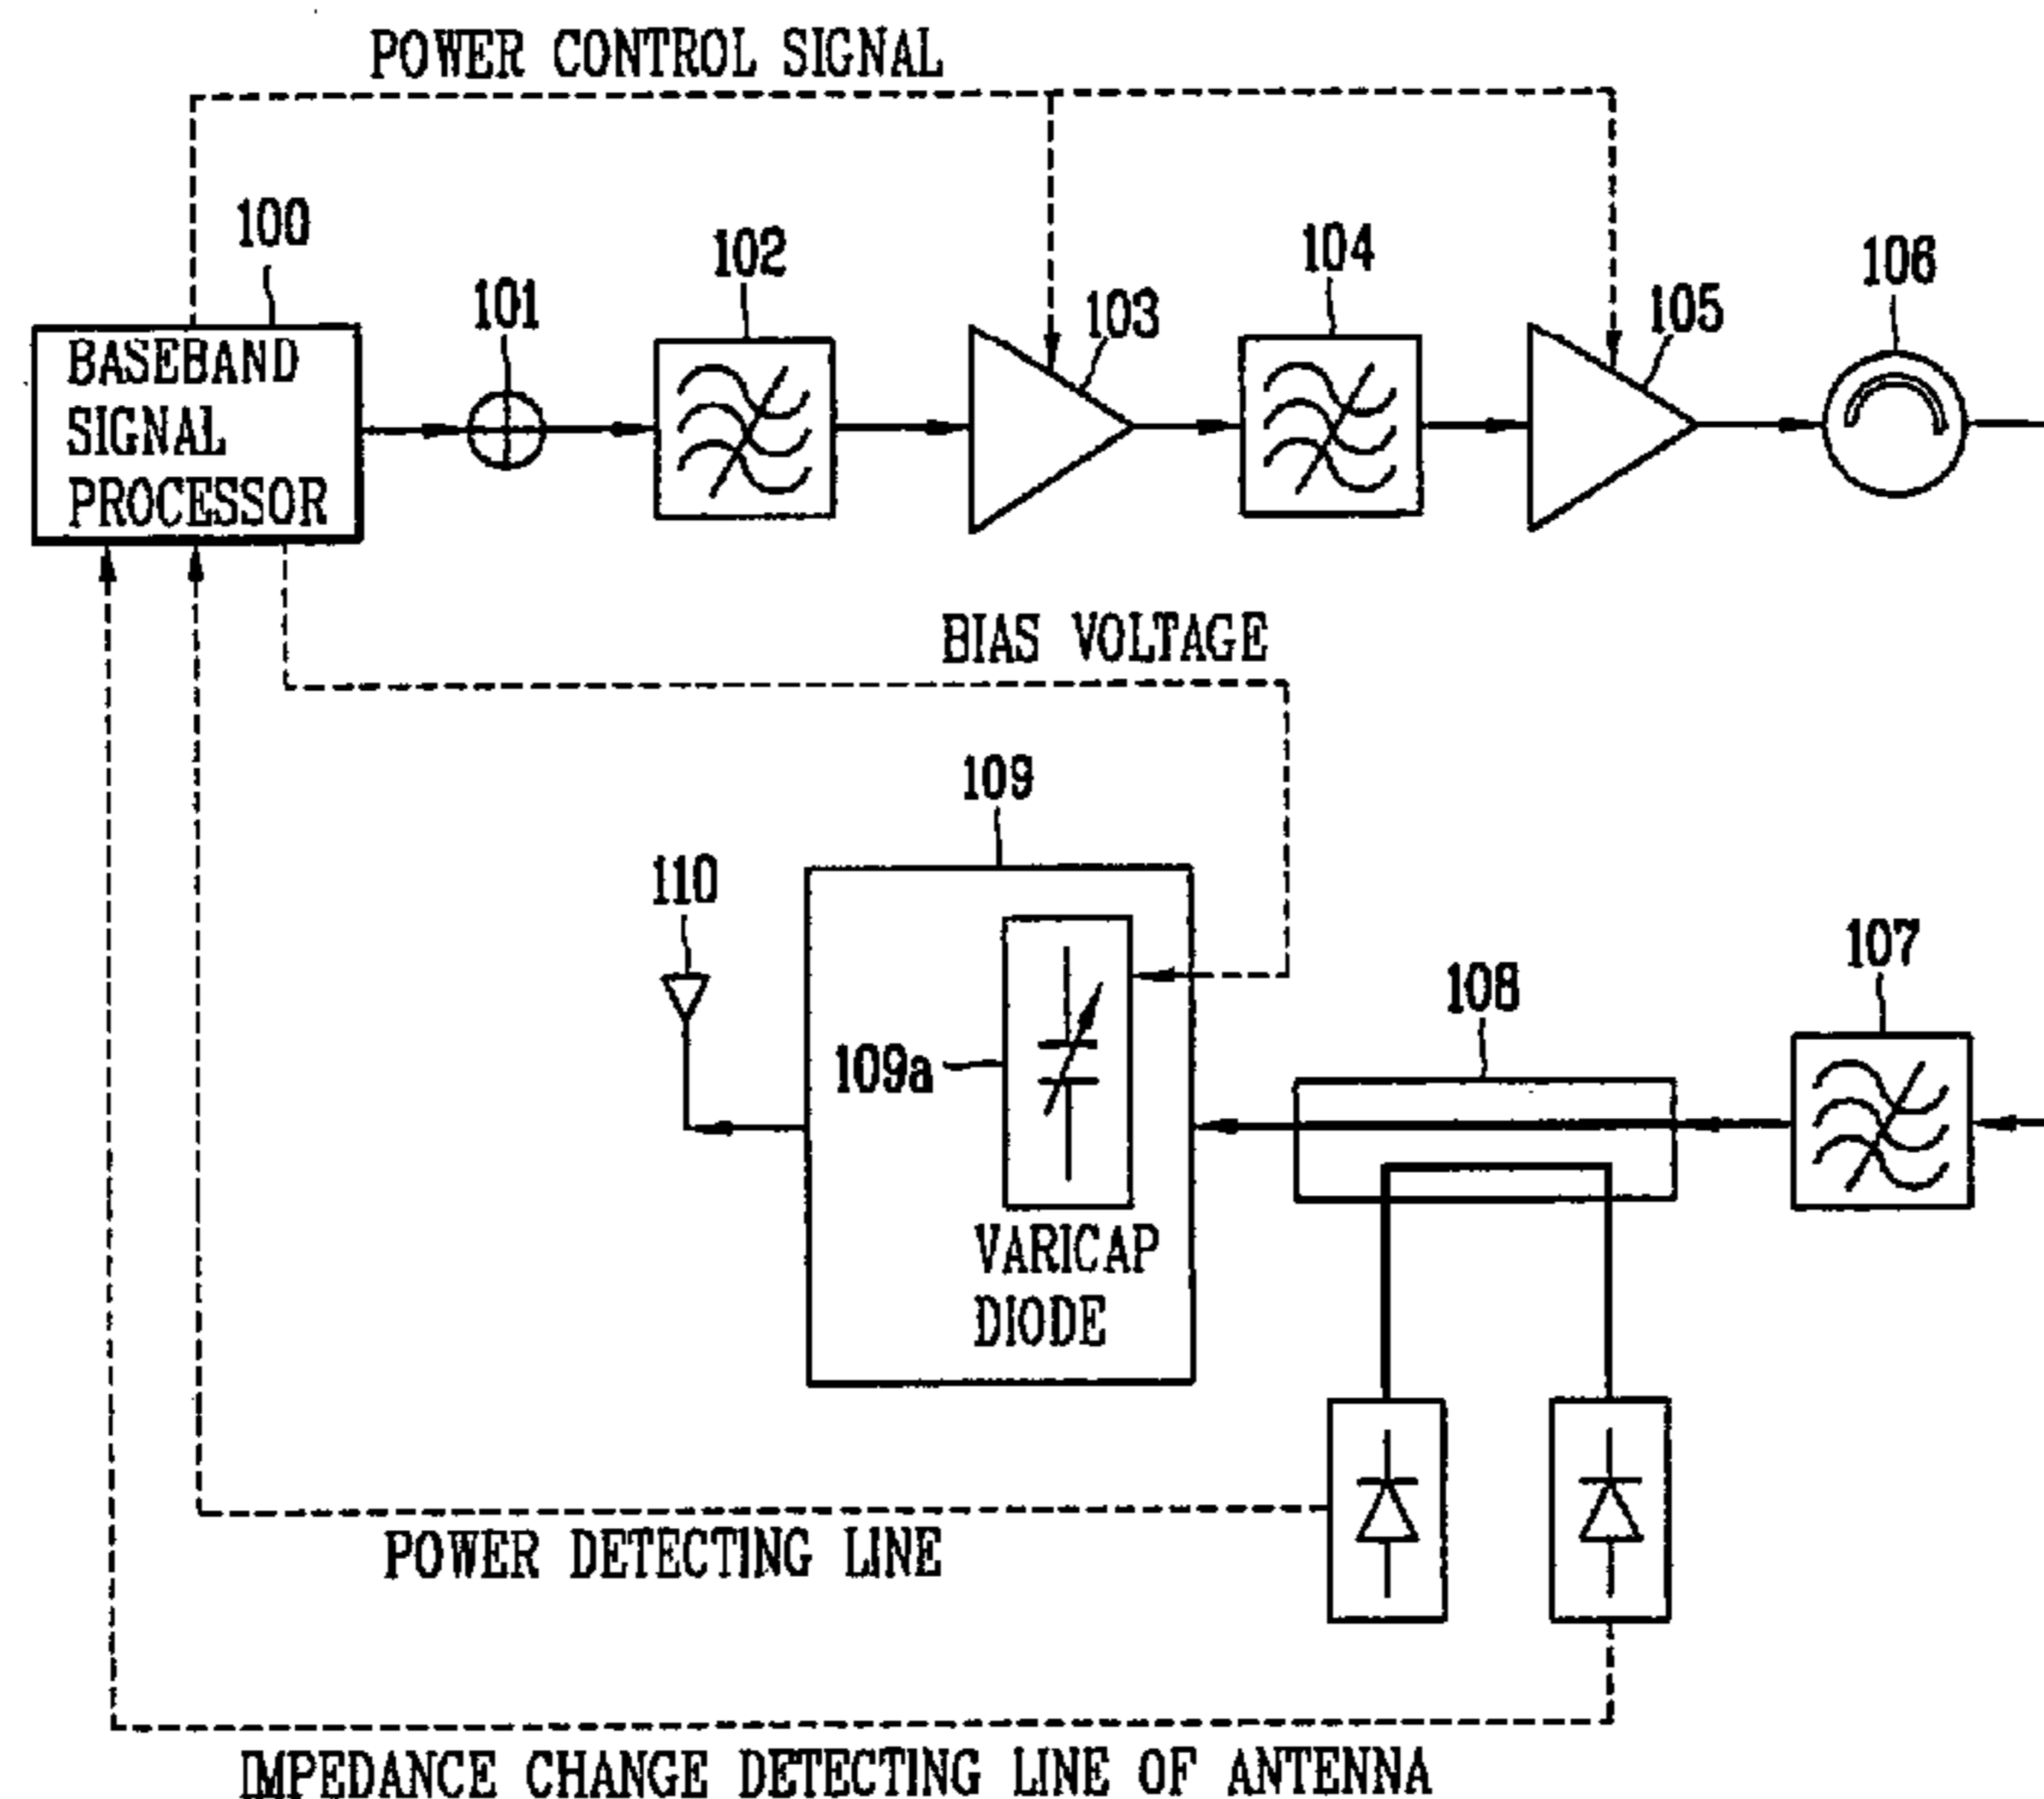 POWER CONTROL SIGNAL
100
101
102
103
104
105
106
BASEBAND
SIGNAL
PROCESSOR
BIAS VOLTAGE
109
110
107
108
109a
VARICAP
DIODE
POWER DETECTING LINE
IMPEDANCE CHANGE DETECTING LINE OF ANTENNA